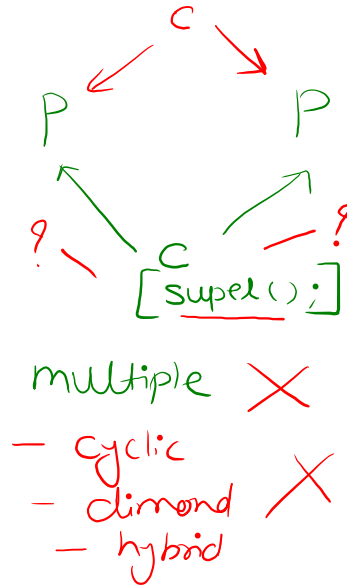 C
P P
? C ?
[super();]
multiple
- cyclic
- dimond
- hybrid